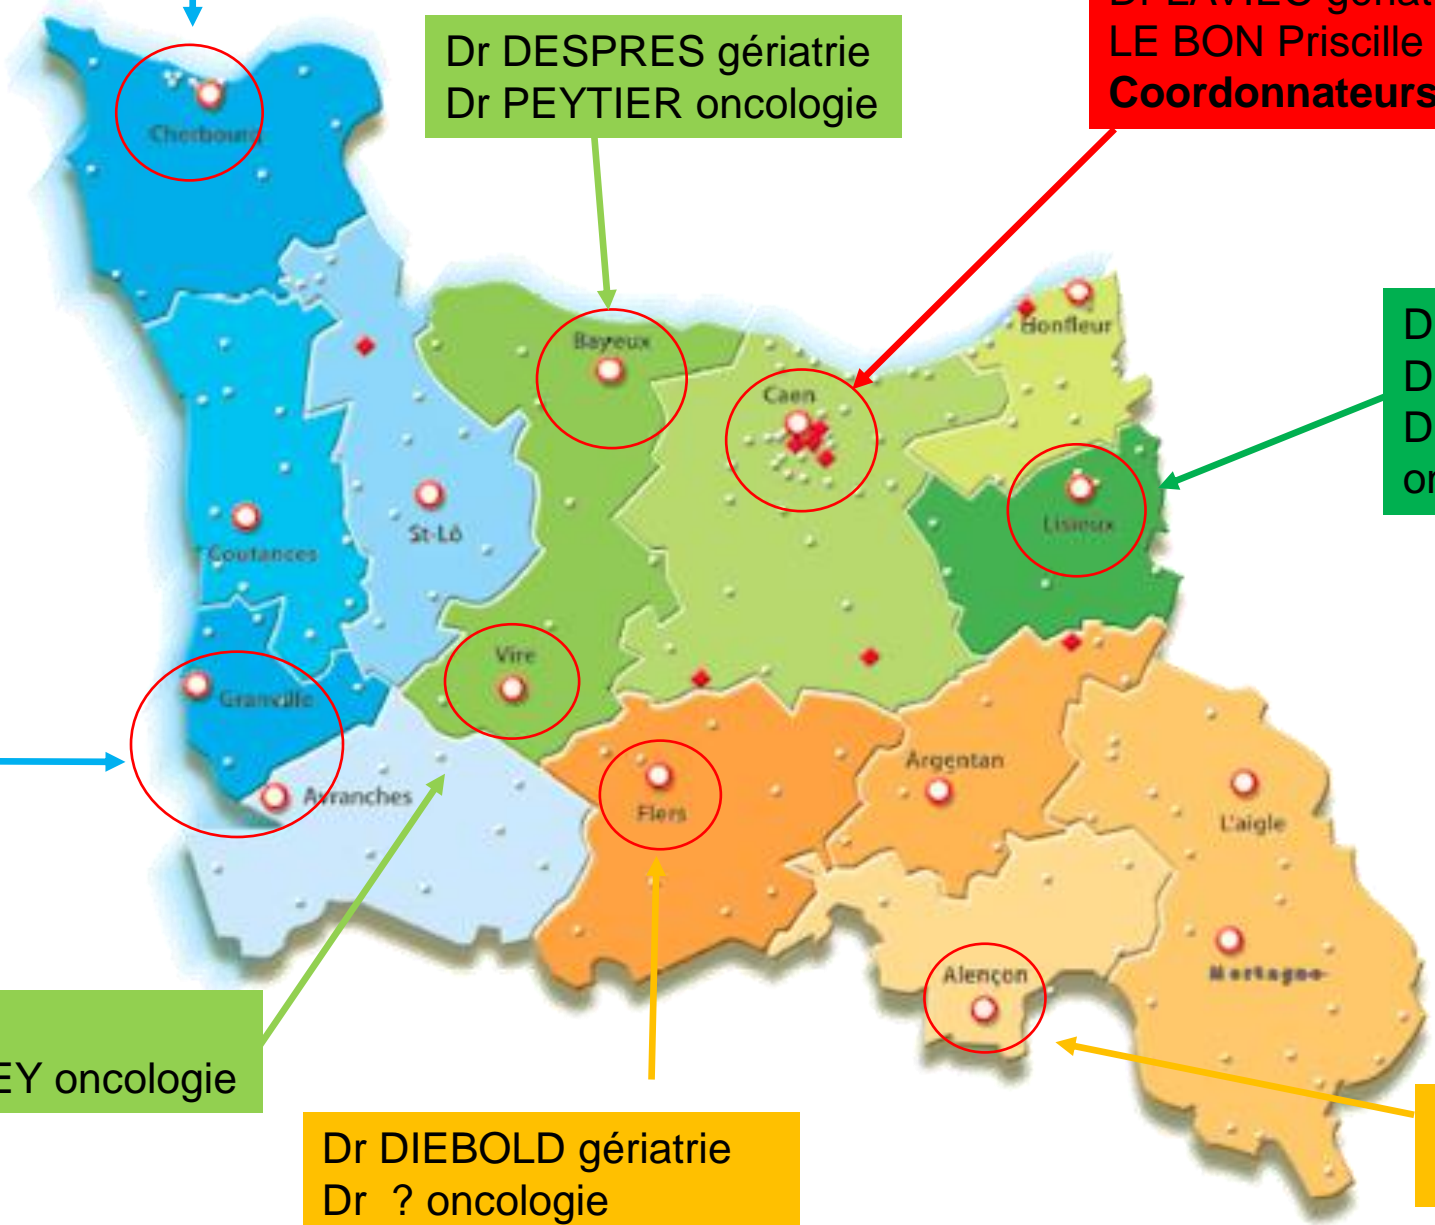 Dr DESPRES gériatrie
Dr PEYTIER oncologie
LE BON Priscille
Coordonnateurs
Cherbourg
Honfleur
Bayeux
Caen
Lisieux
St-Lô
Coutances
Vire
Granville
Argentan
Avranches
Flers
L'aigle
Alençon
Mortagne
EY oncologie
Dr DIEBOLD gériatrie
Dr ? oncologie